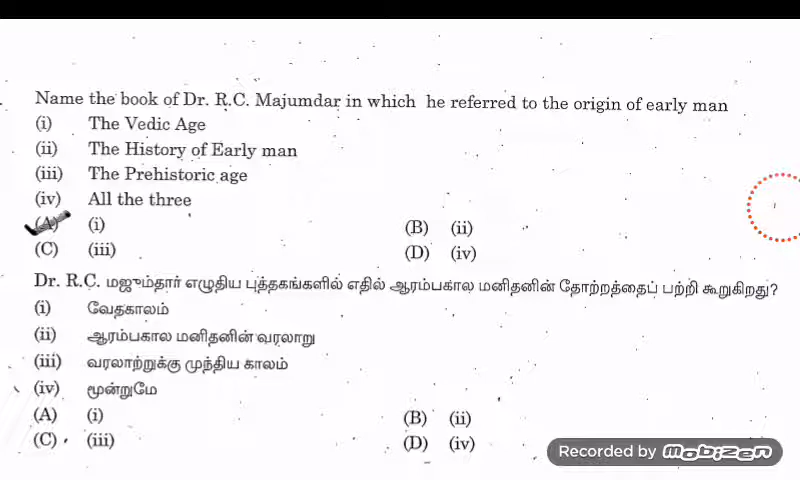 Name the book of Dr. R.C. Majumdar in which he referred to the origin of early man
(i) The Vedic Age
(ii) The History of Early man
(iii) The Prehistoric age
(iv) All the three
(A) (i) (B) (ii)
(C) (iii) (D) (iv)
Dr. R.C. மஜும்தார் எழுதிய புத்தகங்களில் எதில் ஆரம்பகால மனிதனின் தோற்றத்தைப் பற்றி கூறுகிறது?
(i) வேதகாலம்
(ii) ஆரம்பகால மனிதனின் வரலாறு
(iii) வரலாற்றுக்கு முந்திய காலம்
(iv) மூன்றுமே
(A) (i) (B) (ii)
(C) (iii) (D) (iv)
Recorded by mobizen